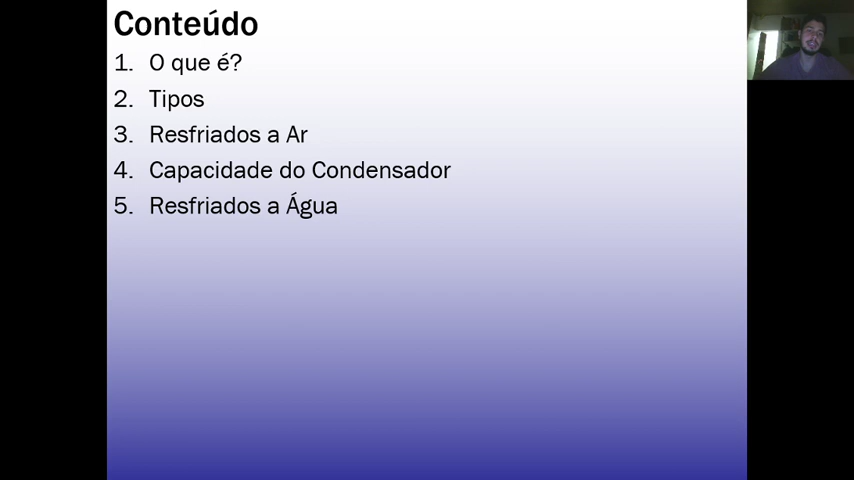 Conteúdo
1. O que é?
2. Tipos
3. Resfriados a Ar
4. Capacidade do Condensador
5. Resfriados a Água